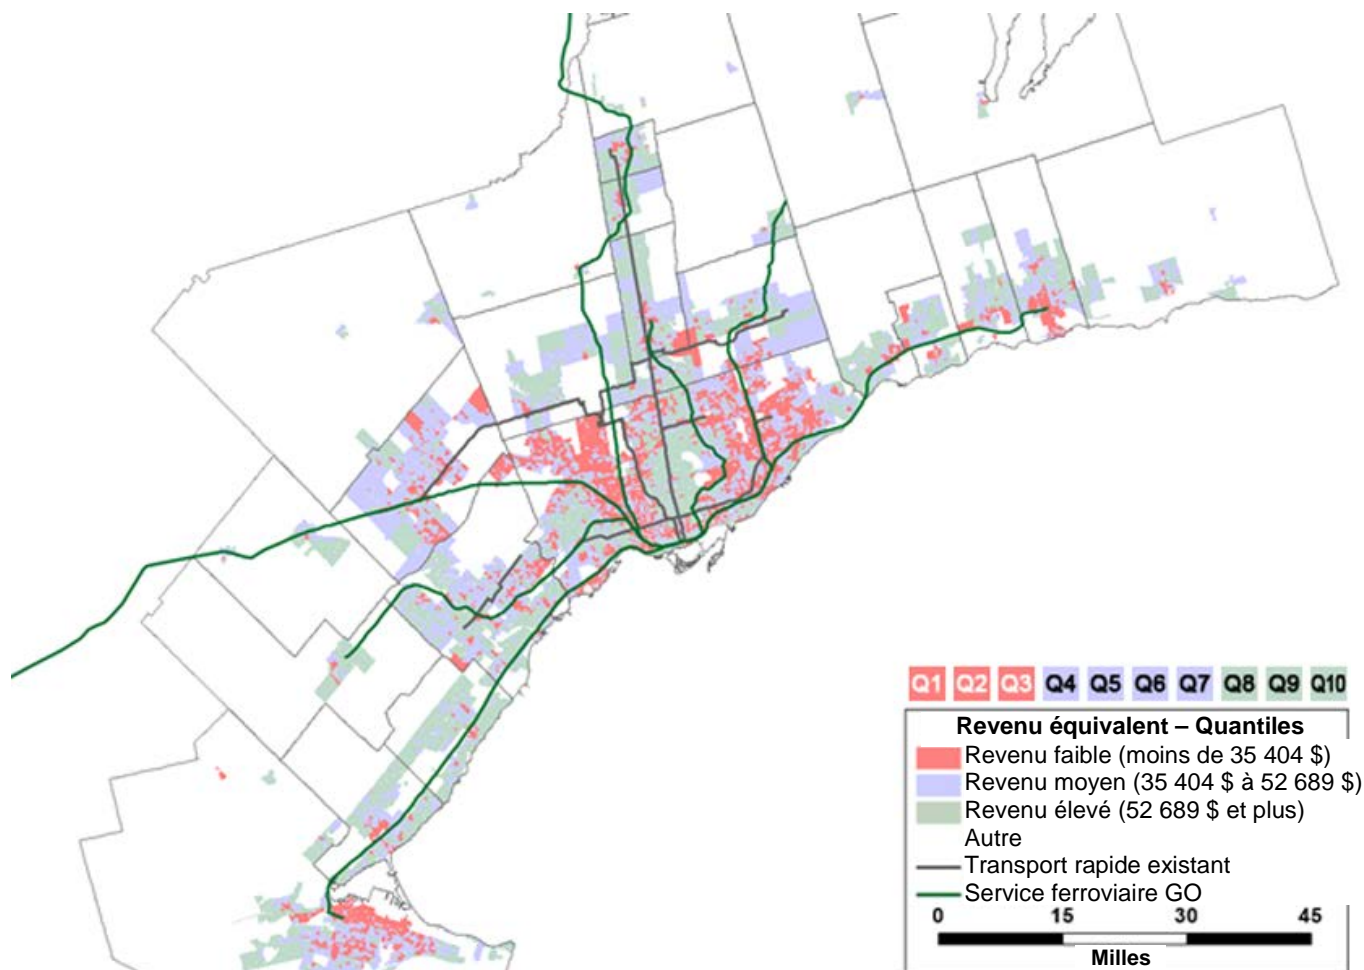 Q1 Q2 Q3 Q4 Q5 Q6 Q7 Q8 Q9 Q10
Revenu équivalent – Quantiles
Revenu faible (moins de 35 404 $)
Revenu moyen (35 404 $ à 52 689 $)
Revenu élevé (52 689 $ et plus)
Autre
Transport rapide existant
Service ferroviaire GO
0 15 30 45
Milles